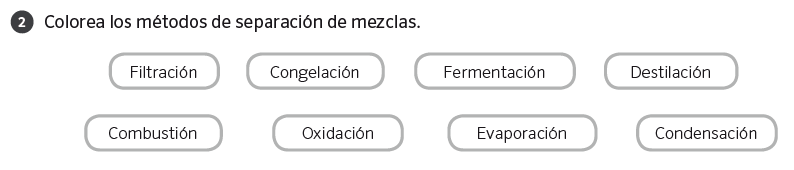 2 Colorea los métodos de separación de mezclas.
Filtración Congelación Fermentación Destilación
Combustión Oxidación Evaporación Condensación